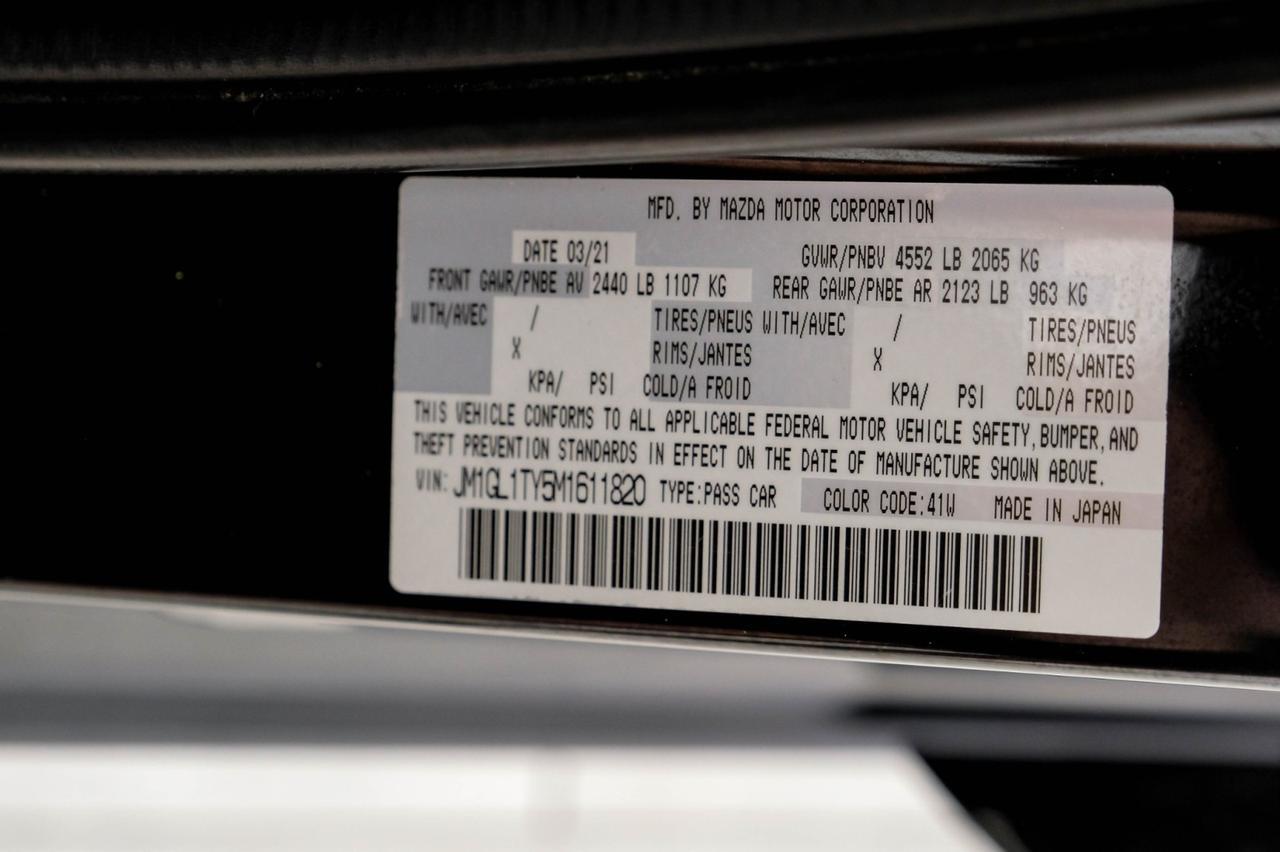 MFD. BY MAZDA MOTOR CORPORATION
DATE 03/21 GVWR/PNBV 4552 LB 2065 KG
FRONT GAWR/PNBE AV 2440 LB 1107 KG REAR GAWR/PNBE AR 2123 LB 963 KG
WITH/AVEC / TIRES/PNEUS WITH/AVEC / TIRES/PNEUS
X RIMS/JANTES X RIMS/JANTES
KPA/ PSI COLD/A FROID KPA/ PSI COLD/A FROID
THIS VEHICLE CONFORMS TO ALL APPLICABLE FEDERAL MOTOR VEHICLE SAFETY, BUMPER, AND
THEFT PREVENTION STANDARDS IN EFFECT ON THE DATE OF MANUFACTURE SHOWN ABOVE.
VIN: JM1GL1TY5M1611820 TYPE:PASS CAR COLOR CODE:41W MADE IN JAPAN